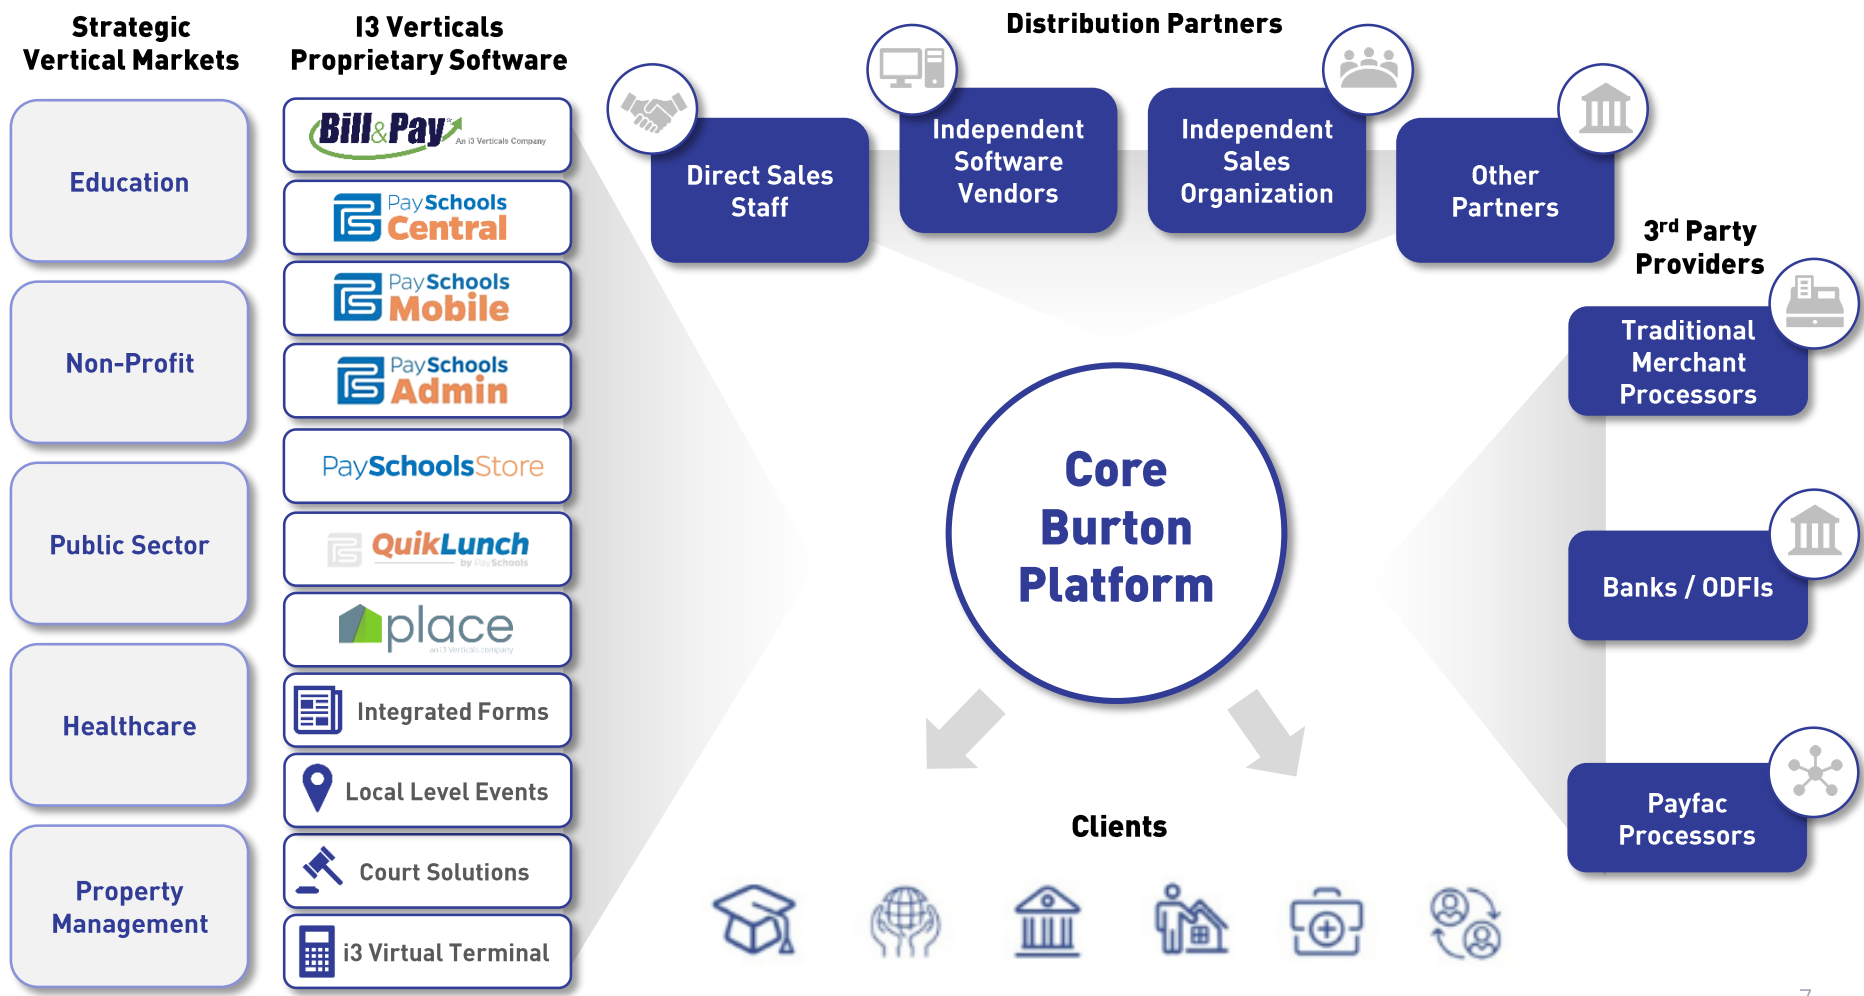 Strategic
Vertical Markets
Education
Non-Profit
Public Sector
Healthcare
Property
Management
I3 Verticals
Proprietary Software
Bill&Pay
An i3 Verticals Company
PaySchools
Central
PaySchools
Mobile
PaySchools
Admin
PaySchoolsStore
QuikLunch
by PaySchools
place
an i3 Verticals company
Integrated Forms
Local Level Events
Court Solutions
i3 Virtual Terminal
Distribution Partners
Direct Sales
Staff
Independent
Software
Vendors
Independent
Sales
Organization
Other
Partners
3rd Party
Providers
Traditional
Merchant
Processors
Banks / ODFIs
Payfac
Processors
Core
Burton
Platform
Clients